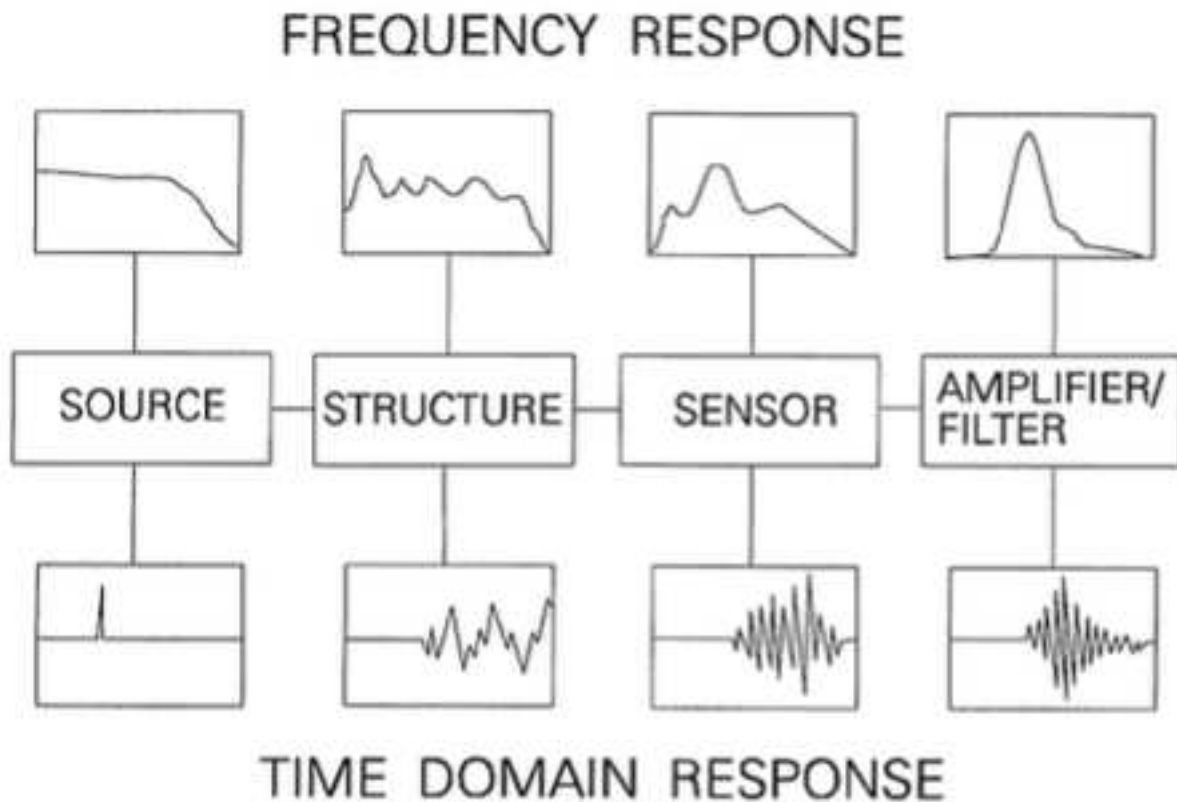 FREQUENCY RESPONSE
SOURCE
STRUCTURE
SENSOR
AMPLIFIER/
FILTER
TIME DOMAIN RESPONSE